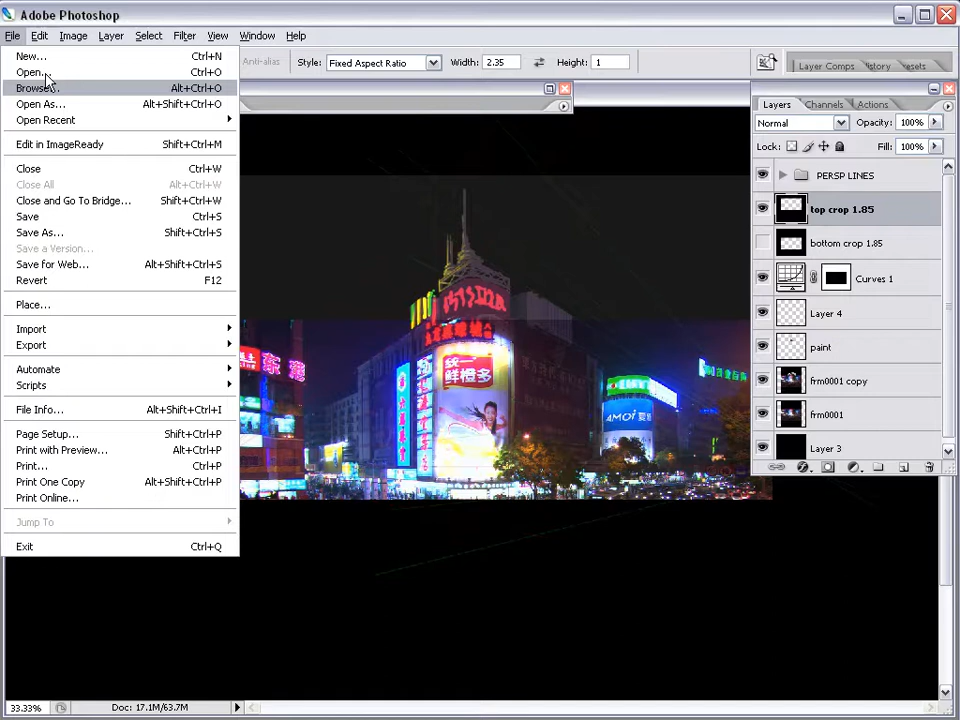 Adobe Photoshop
File Edit Image Layer Select Filter View Window Help
Anti-alias Style: Fixed Aspect Ratio Width: 2.35 Height: 1 Layer Comps History
New... Ctrl+N
Open... Ctrl+O
Browse... Alt+Ctrl+O
Open As... Alt+Shift+Ctrl+O
Open Recent
Edit in ImageReady Shift+Ctrl+M
Close Ctrl+W
Close All Alt+Ctrl+W
Close and Go To Bridge... Shift+Ctrl+W
Save Ctrl+S
Save As... Shift+Ctrl+S
Save a Version...
Save for Web... Alt+Shift+Ctrl+S
Revert F12
Place...
Import
Export
Automate
Scripts
File Info... Alt+Shift+Ctrl+I
Page Setup... Shift+Ctrl+P
Print with Preview... Alt+Ctrl+P
Print... Ctrl+P
Print One Copy Alt+Shift+Ctrl+P
Print Online...
Jump To
Exit Ctrl+Q
Layers Channels Actions
Normal Opacity: 100%
Lock: Fill: 100%
PERSP LINES
top crop 1.85
bottom crop 1.85
Curves 1
Layer 4
paint
frm0001 copy
frm0001
Layer 3
东
统一
鲜橙多
AMOI
33.33% Doc: 17.1M/63.7M